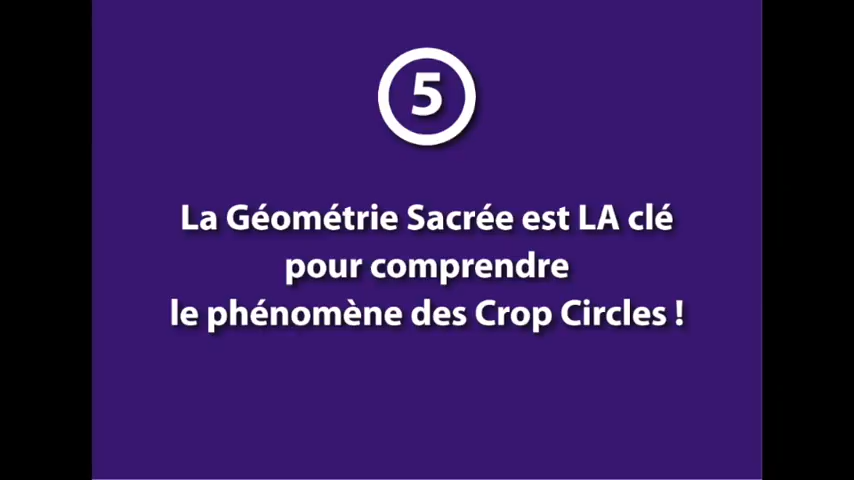 5
La Géométrie Sacrée est LA clé
pour comprendre
le phénomène des Crop Circles !